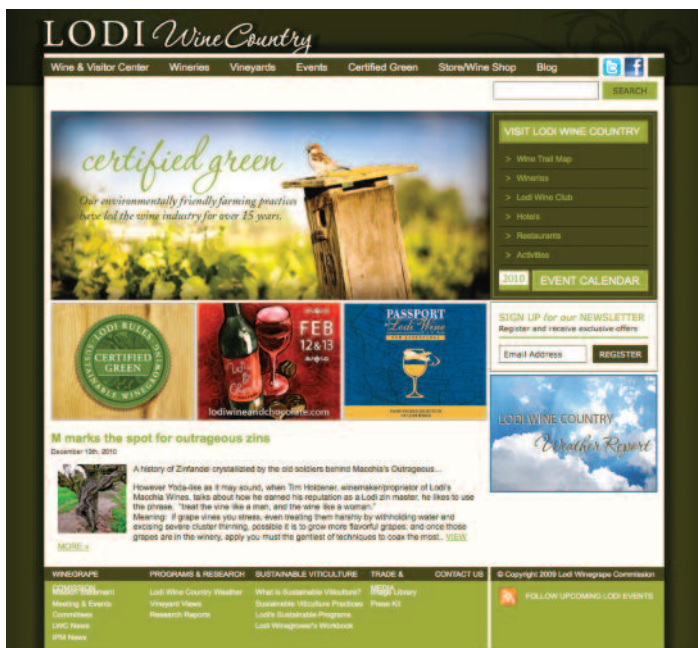 LODI Wine Country
Wine & Visitor Center Wineries Vineyards Events Certified Green Store/Wine Shop Blog
SEARCH
certified green
Our environmentally friendly farming practices
have led the wine industry for over 15 years.
VISIT LODI WINE COUNTRY
> Wine Trail Map
> Wineries
> Lodi Wine Club
> Hotels
> Restaurants
> Activities
2010 EVENT CALENDAR
LODI RULES
CERTIFIED
GREEN
SUSTAINABLE WINEGROWING
FEB
12&13
lodiwineandchocolate.com
PASSPORT
to Lodi Wine
SIGN UP for our NEWSLETTER
Register and receive exclusive offers
Email Address REGISTER
LODI WINE COUNTRY
Weather Report
M marks the spot for outrageous zins
December 15th, 2010
A history of Zinfandel crystallized by the old soldiers behind Macchia's Outrageous...
However Yoda-like as it may sound, when Tim Holdener, winemaker/proprietor of Lodi's
Macchia Wines, talks about how he earned his reputation as a Lodi zin master, he likes to use
the phrase, "treat the vine like a man, and the wine like a woman."
Meaning: if grape vines you stress, even treating them harshly by withholding water and
excising severe cluster thinning, possible it is to grow more flavorful grapes; and once those
grapes are in the winery, apply you must the gentlest of techniques to coax the most.. VIEW
MORE »
WINEGRAPE
COMISSION
Mission Statement
Meeting & Events
Committees
LWC News
IPM News
PROGRAMS & RESEARCH
Lodi Wine Country Weather
Vineyard Views
Research Reports
SUSTAINABLE VITICULTURE
What is Sustainable Viticulture?
Sustainable Viticulture Practices
Lodi's Sustainable Programs
Lodi Winegrower's Workbook
TRADE &
MEDIA
Image Library
Press Kit
CONTACT US
© Copyright 2009 Lodi Winegrape Commission
FOLLOW UPCOMING LODI EVENTS